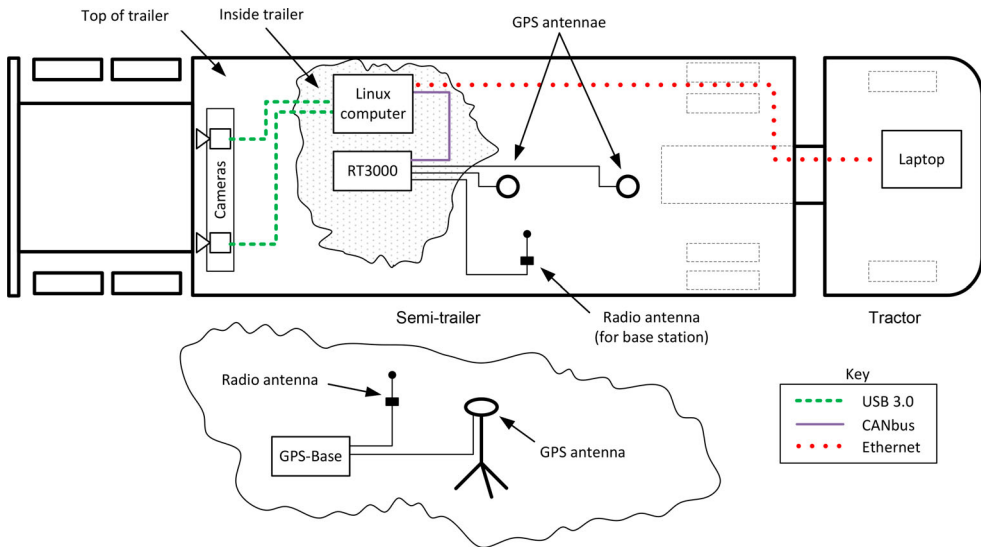 Top of trailer
Inside trailer
GPS antennae
Linux
computer
RT3000
Cameras
Laptop
Radio antenna
(for base station)
Semi-trailer
Tractor
Radio antenna
GPS-Base
GPS antenna
Key
USB 3.0
CANbus
Ethernet